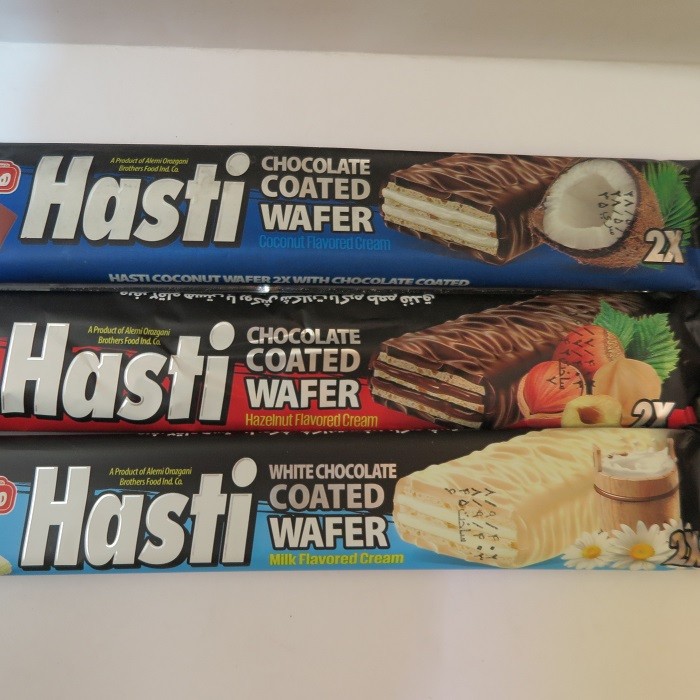 Hasti
A Product of Alemi Orozgani
Brothers Food Ind. Co.
CHOCOLATE
COATED
WAFER
Coconut Flavored Cream
2X
HASTI COCONUT WAFER 2X WITH CHOCOLATE COATED
Hasti
A Product of Alemi Orozgani
Brothers Food Ind. Co.
CHOCOLATE
COATED
WAFER
Hazelnut Flavored Cream
2X
Hasti
A Product of Alemi Orozgani
Brothers Food Ind. Co.
WHITE CHOCOLATE
COATED
WAFER
Milk Flavored Cream
2X